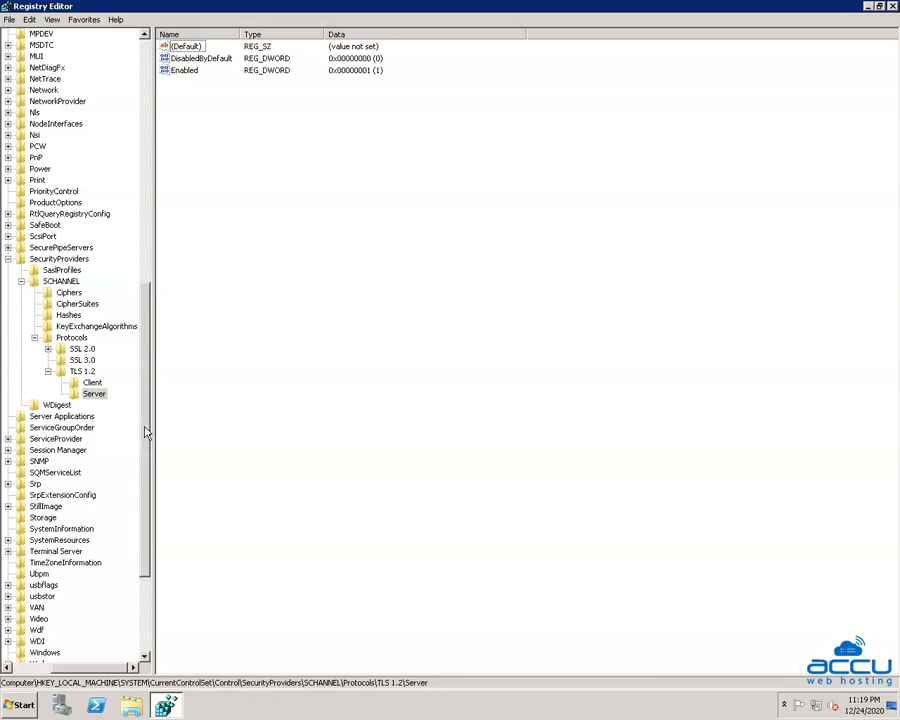 Registry Editor
File Edit View Favorites Help
Name Type Data
(Default) REG_SZ (value not set)
DisabledByDefault REG_DWORD 0x00000000 (0)
Enabled REG_DWORD 0x00000001 (1)
MPDEV
MSDTC
MUI
NetDiagFx
NetTrace
Network
NetworkProvider
Nls
NodeInterfaces
Nsi
PCW
PnP
Power
Print
PriorityControl
ProductOptions
RtlQueryRegistryConfig
SafeBoot
ScsiPort
SecurePipeServers
SecurityProviders
SaslProfiles
SCHANNEL
Ciphers
CipherSuites
Hashes
KeyExchangeAlgorithms
Protocols
SSL 2.0
SSL 3.0
TLS 1.2
Client
Server
WDigest
Server Applications
ServiceGroupOrder
ServiceProvider
Session Manager
SNMP
SQMServiceList
Srp
SrpExtensionConfig
StillImage
Storage
SystemInformation
SystemResources
Terminal Server
TimeZoneInformation
Ubpm
usbflags
usbstor
VAN
Video
Wdf
WDI
Windows
accu
web hosting
Computer\HKEY_LOCAL_MACHINE\SYSTEM\CurrentControlSet\Control\SecurityProviders\SCHANNEL\Protocols\TLS 1.2\Server
Start
11:19 PM
12/24/2020